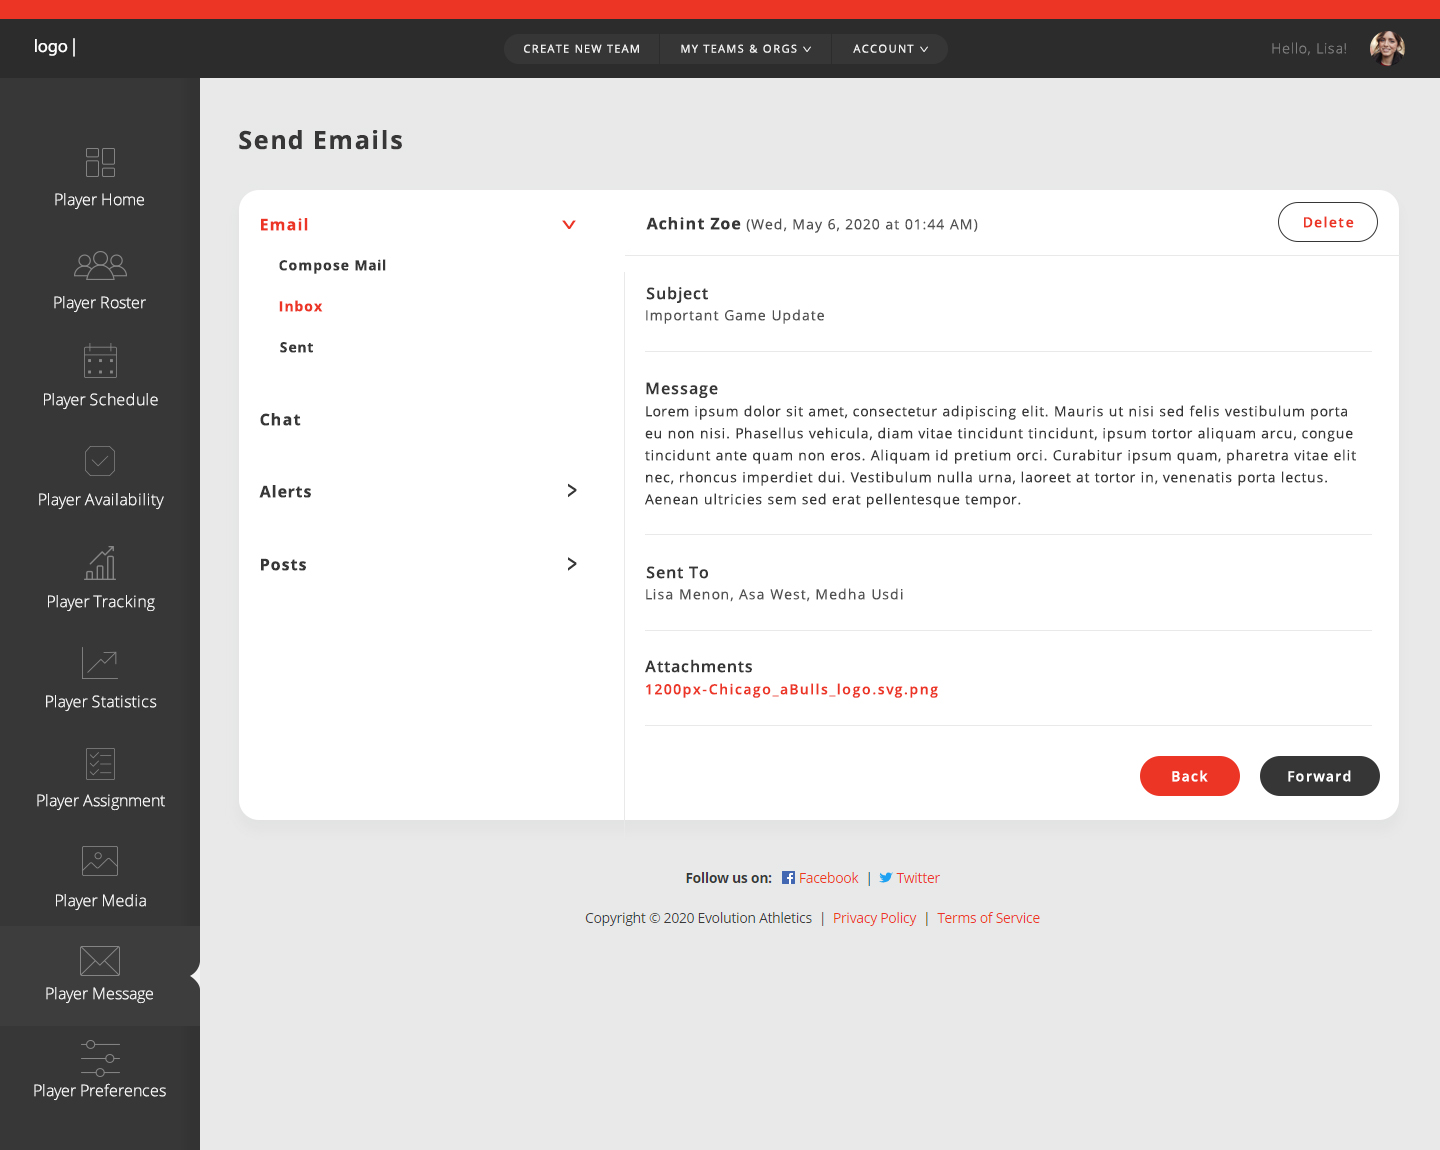 logo |
CREATE NEW TEAM
MY TEAMS & ORGS
ACCOUNT
Hello, Lisa!
Player Home
Player Roster
Player Schedule
Player Availability
Player Tracking
Player Statistics
Player Assignment
Player Media
Player Message
Player Preferences
Send Emails
Email
Compose Mail
Inbox
Sent
Chat
Alerts
Posts
Achint Zoe (Wed, May 6, 2020 at 01:44 AM)
Delete
Subject
Important Game Update
Message
Lorem ipsum dolor sit amet, consectetur adipiscing elit. Mauris ut nisi sed felis vestibulum porta
eu non nisi. Phasellus vehicula, diam vitae tincidunt tincidunt, ipsum tortor aliquam arcu, congue
tincidunt ante quam non eros. Aliquam id pretium orci. Curabitur ipsum quam, pharetra vitae elit
nec, rhoncus imperdiet dui. Vestibulum nulla urna, laoreet at tortor in, venenatis porta lectus.
Aenean ultricies sem sed erat pellentesque tempor.
Sent To
Lisa Menon, Asa West, Medha Usdi
Attachments
1200px-Chicago_aBulls_logo.svg.png
Back
Forward
Follow us on: Facebook | Twitter
Copyright © 2020 Evolution Athletics | Privacy Policy | Terms of Service